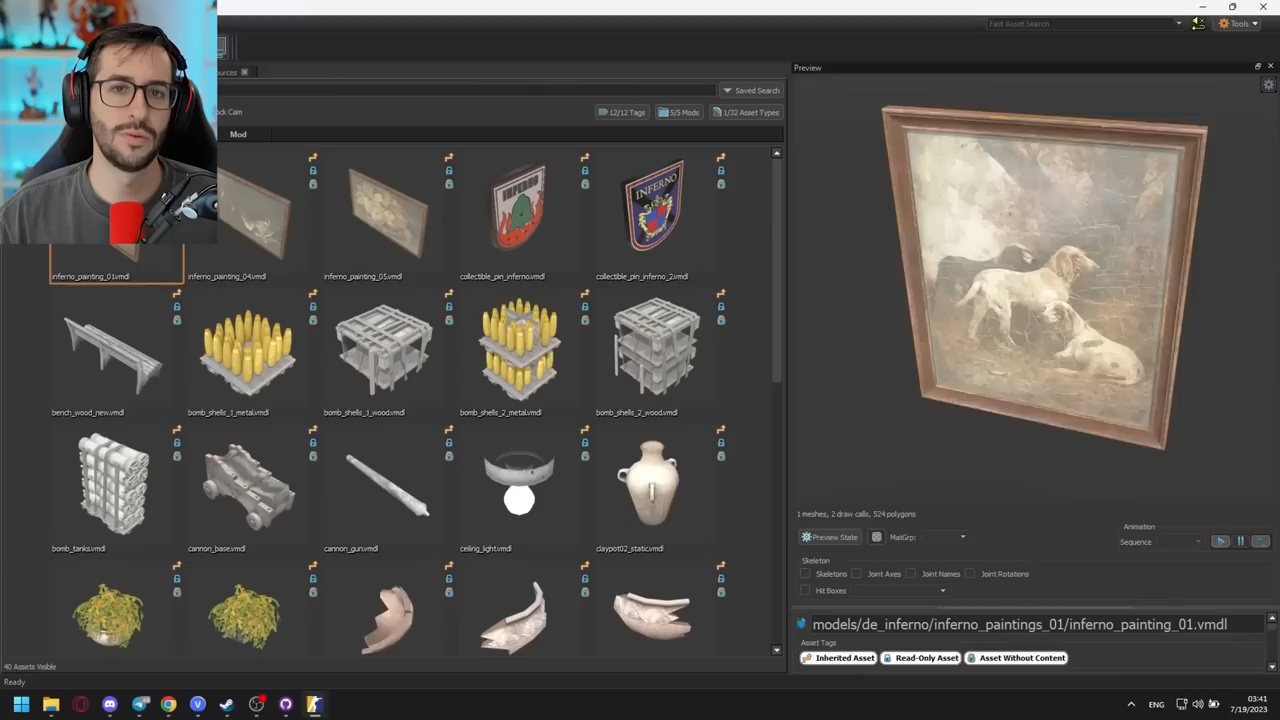 Fast Asset Search
Tools
ources
Preview
Saved Search
ock Cam
12/12 Tags
5/5 Mods
1/32 Asset Types
Mod
INFERNO
INFERNO
inferno_painting_01.vmdl
inferno_painting_04.vmdl
inferno_painting_05.vmdl
collectible_pin_inferno.vmdl
collectible_pin_inferno_2.vmdl
bench_wood_new.vmdl
bomb_shells_1_metal.vmdl
bomb_shells_1_wood.vmdl
bomb_shells_2_metal.vmdl
bomb_shells_2_wood.vmdl
bomb_tanks.vmdl
cannon_base.vmdl
cannon_gun.vmdl
ceiling_light.vmdl
claypot02_static.vmdl
1 meshes, 2 draw calls, 524 polygons
Preview State
MatGrp:
Animation
Sequence
Skeleton
Skeletons
Joint Axes
Joint Names
Joint Rotations
Hit Boxes
models/de_inferno/inferno_paintings_01/inferno_painting_01.vmdl
Asset Tags
Inherited Asset
Read-Only Asset
Asset Without Content
40 Assets Visible
Ready
ENG
03:41
7/19/2023